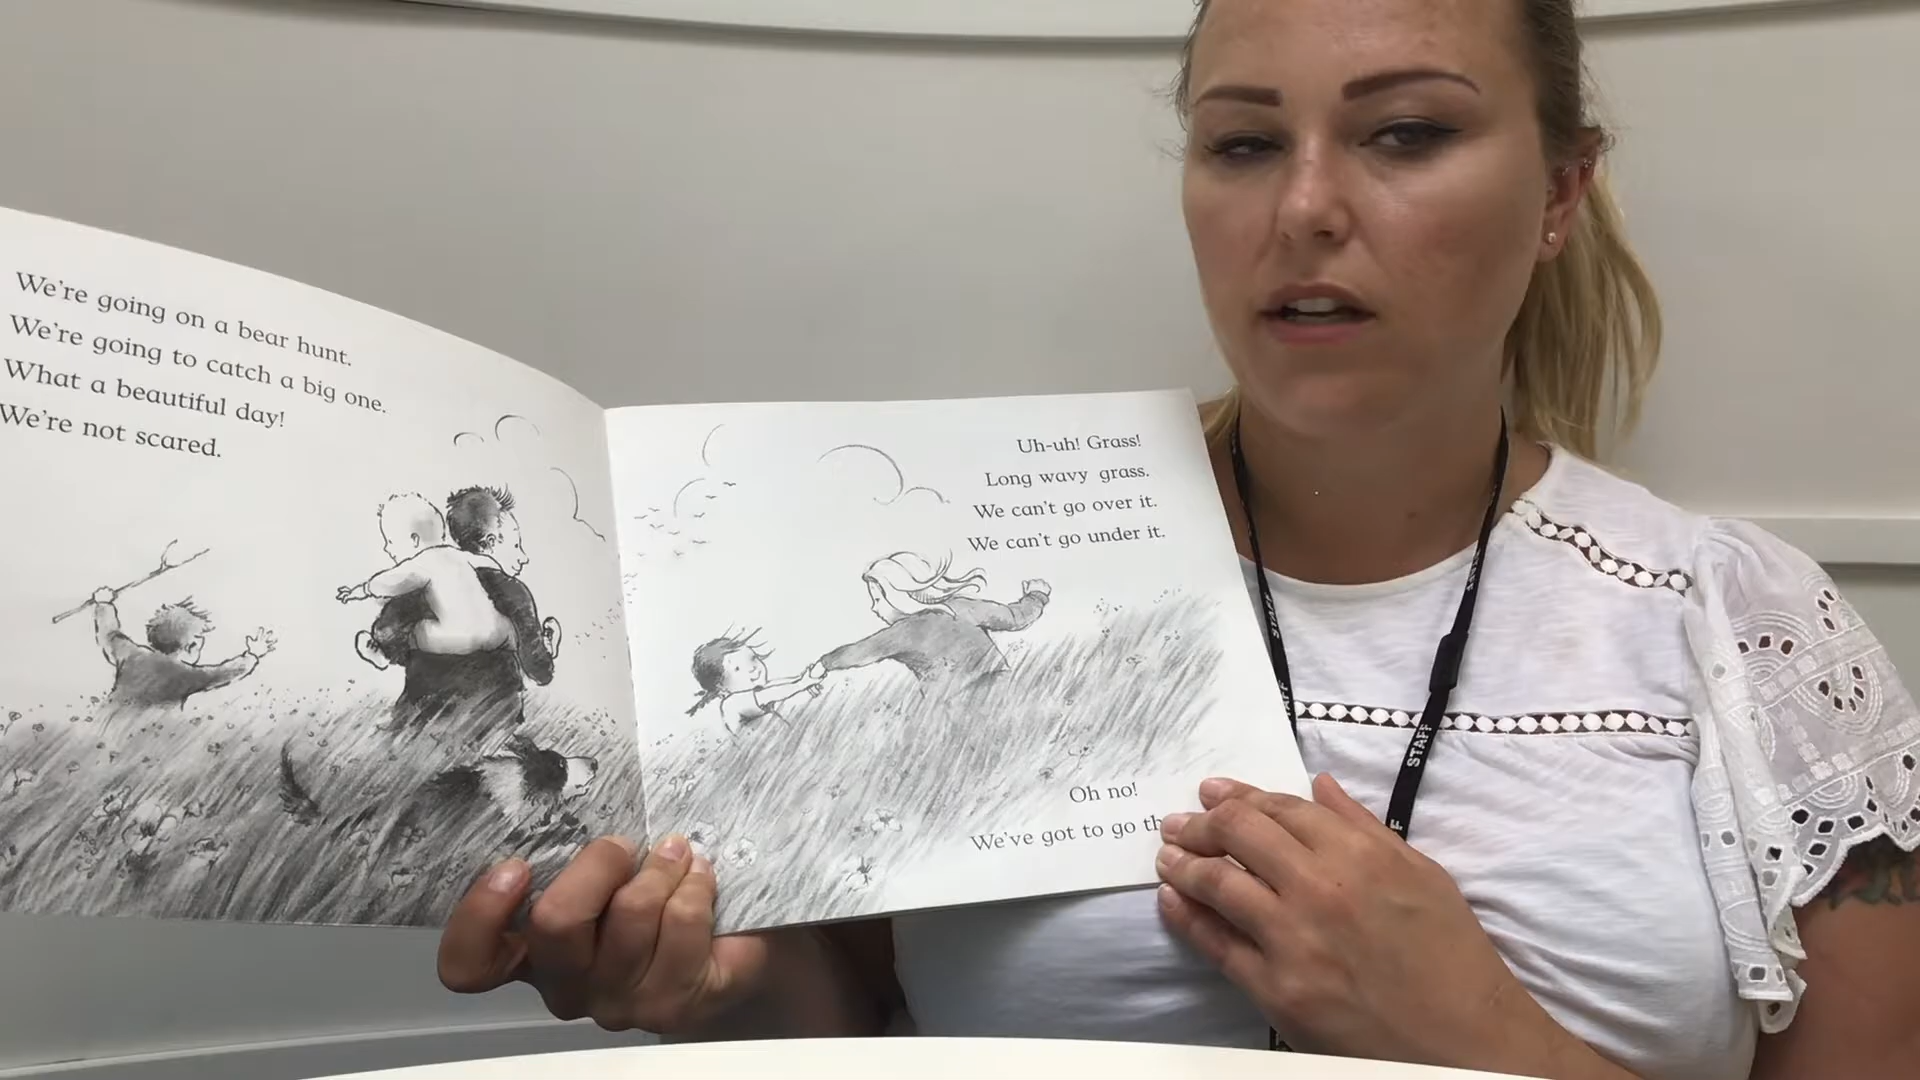 We're going on a bear hunt.
We're going to catch a big one.
What a beautiful day!
We're not scared.
Uh-uh! Grass!
Long wavy grass.
We can't go over it.
We can't go under it.
Oh no!
We've got to go th
STAFF
STAFF